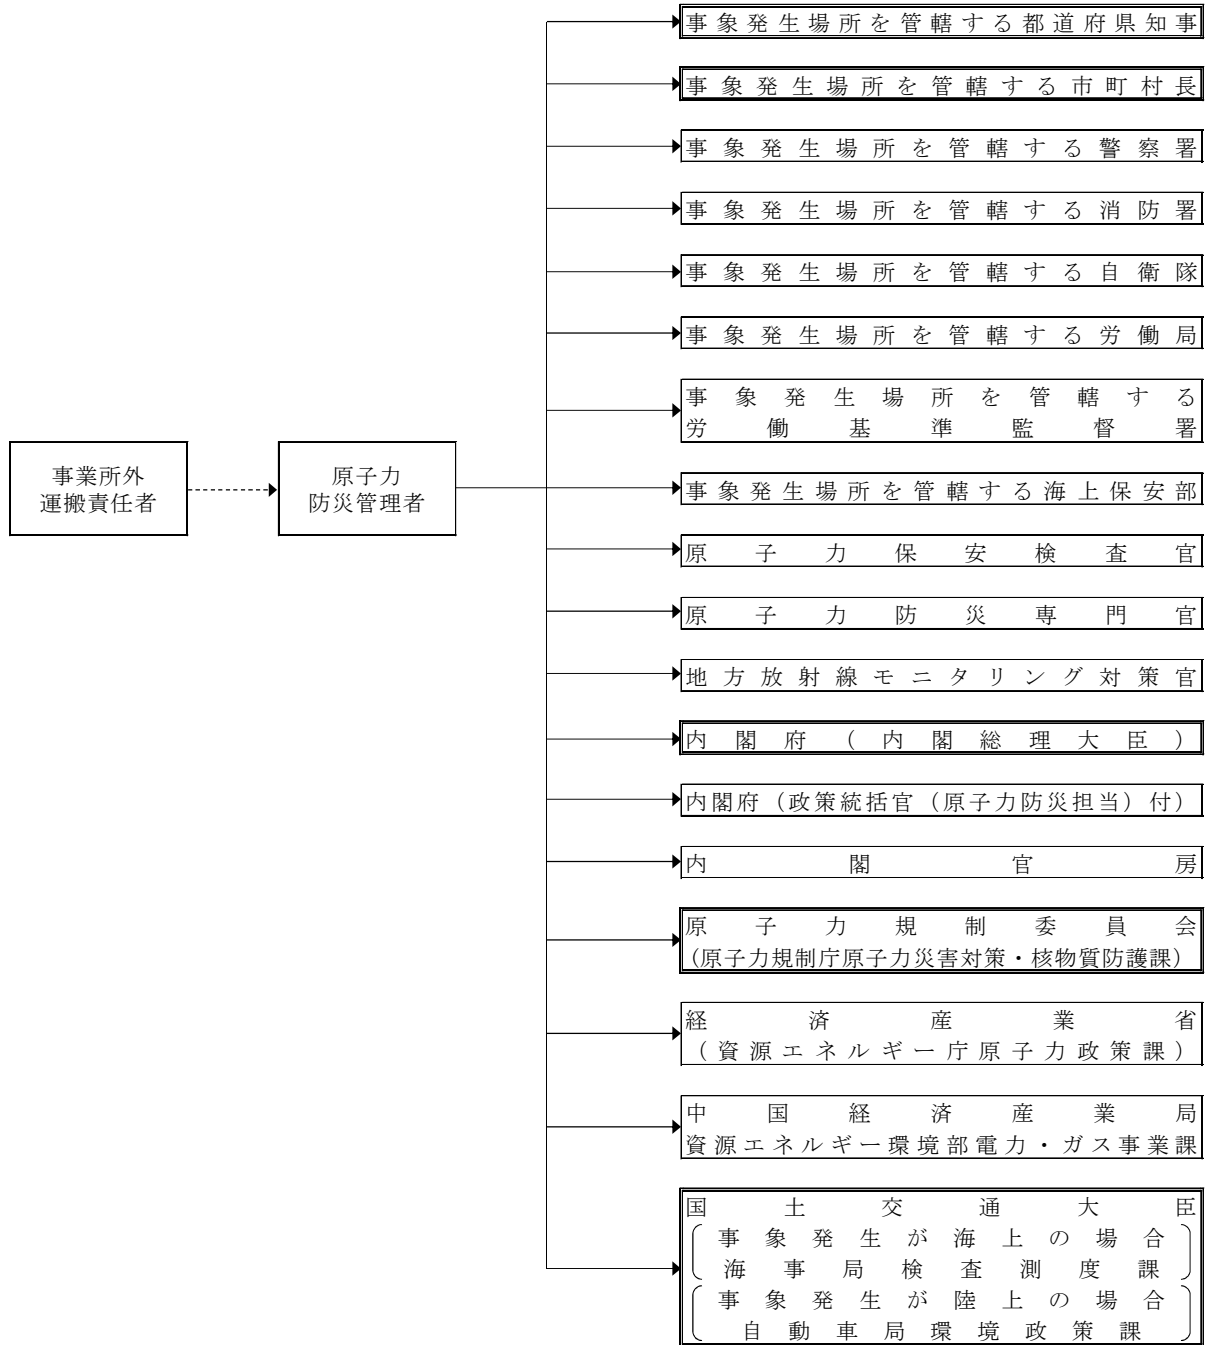 事象発生場所を管轄する都道府県知事
事象発生場所を管轄する市町村長
事象発生場所を管轄する警察署
事象発生場所を管轄する消防署
事象発生場所を管轄する自衛隊
事象発生場所を管轄する労働局
事象発生場所を管轄する
労働基準監督署
事業所外
運搬責任者
原子力
防災管理者
事象発生場所を管轄する海上保安部
原子力保安検査官
原子力防災専門官
地方放射線モニタリング対策官
内閣府(内閣総理大臣)
内閣府(政策統括官(原子力防災担当)付)
内閣官房
原子力規制委員会
(原子力規制庁原子力災害対策・核物質防護課)
経済産業省
(資源エネルギー庁原子力政策課)
中国経済産業局
資源エネルギー環境部電力・ガス事業課
国土交通大臣
事象発生が海上の場合
海事局検査測度課
事象発生が陸上の場合
自動車局環境政策課